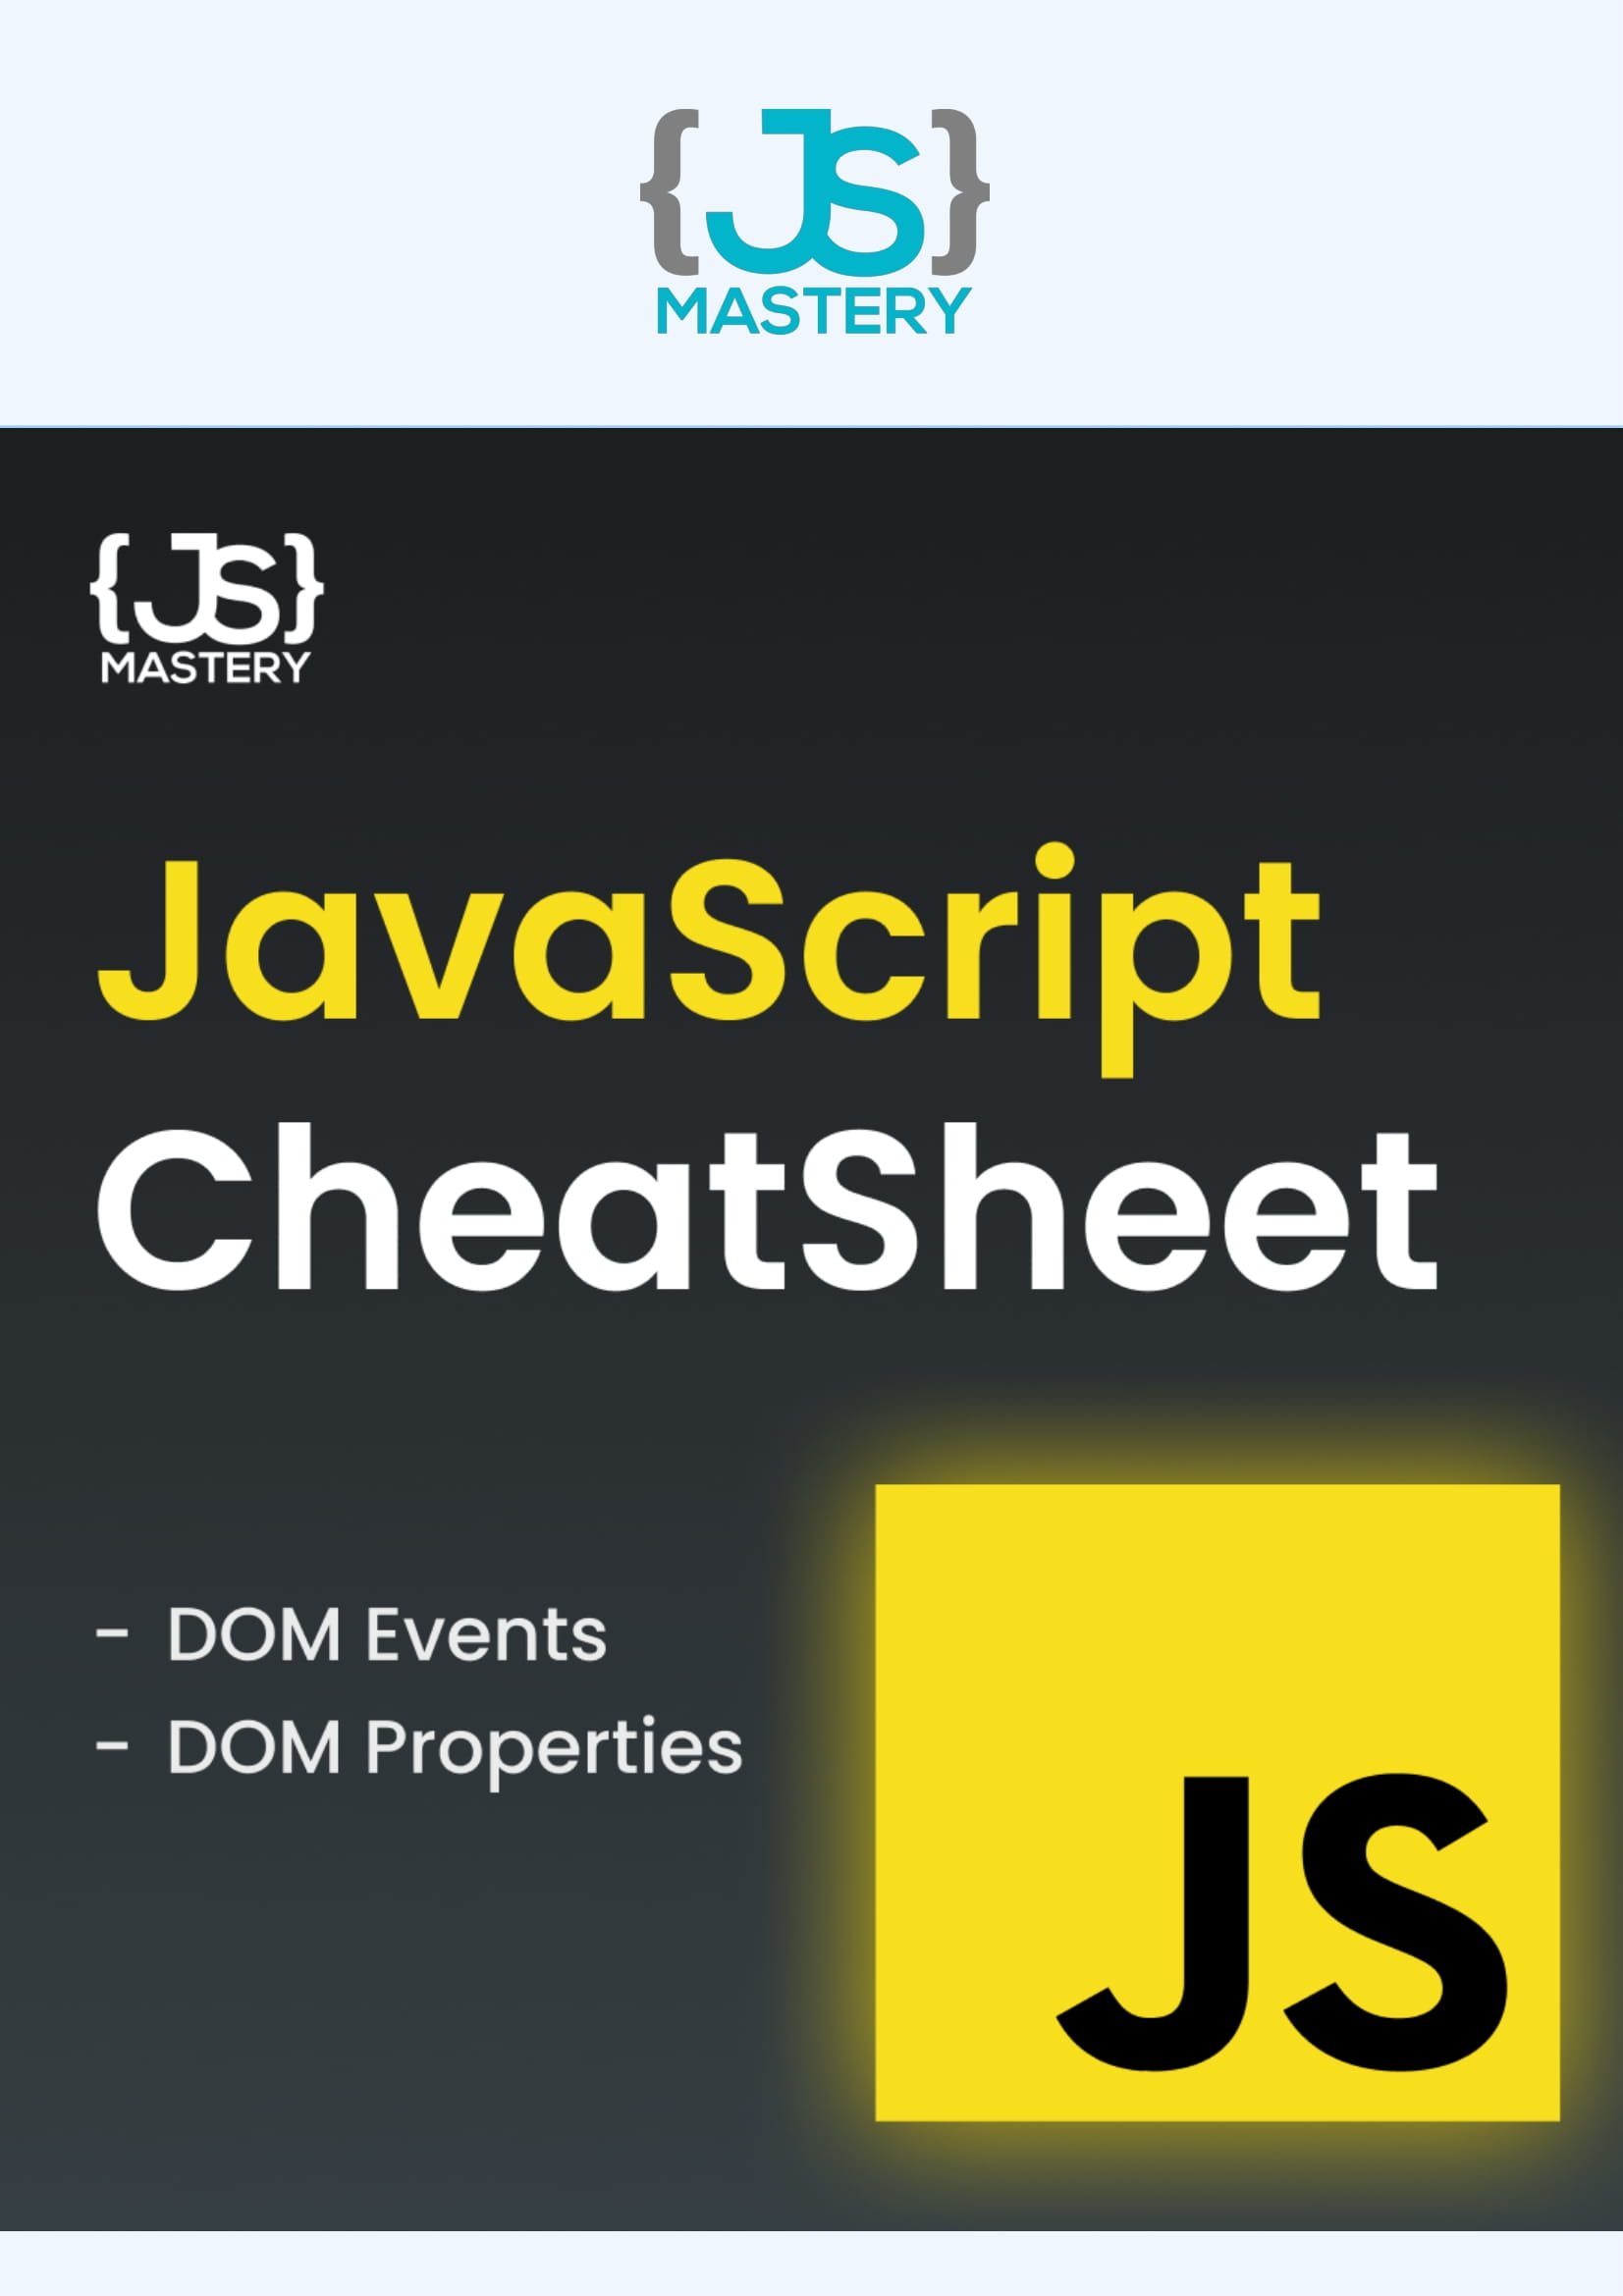 {JS}
MASTERY
{JS}
MASTERY
JavaScript
CheatSheet
- DOM Events
- DOM Properties
JS